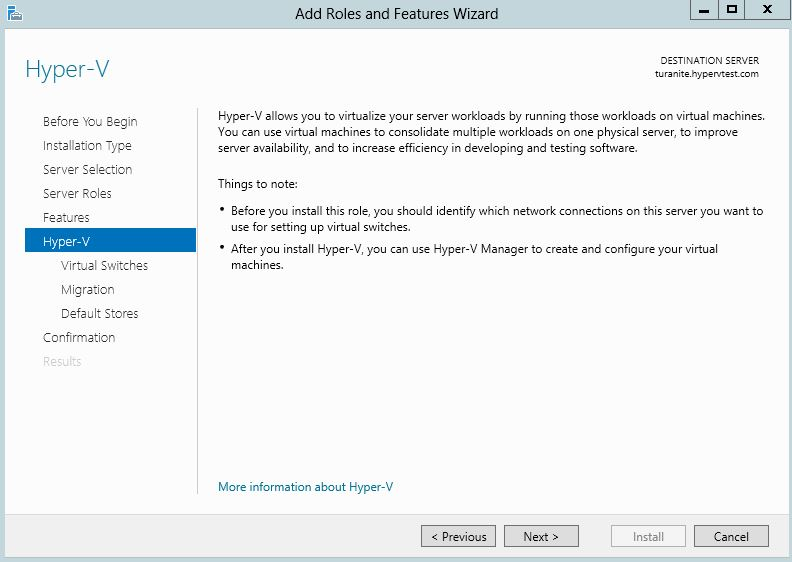 Add Roles and Features Wizard
Hyper-V
DESTINATION SERVER
turanite.hypervtest.com
Before You Begin
Installation Type
Server Selection
Server Roles
Features
Hyper-V
Virtual Switches
Migration
Default Stores
Confirmation
Results
Hyper-V allows you to virtualize your server workloads by running those workloads on virtual machines.
You can use virtual machines to consolidate multiple workloads on one physical server, to improve
server availability, and to increase efficiency in developing and testing software.
Things to note:
• Before you install this role, you should identify which network connections on this server you want to
use for setting up virtual switches.
• After you install Hyper-V, you can use Hyper-V Manager to create and configure your virtual
machines.
More information about Hyper-V
< Previous
Next >
Install
Cancel